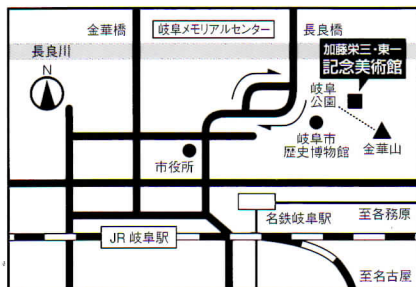 金華橋
岐阜メモリアルセンター
長良橋
長良川
加藤栄三・東一
記念美術館
N
岐阜
公園
岐阜市
歴史博物館
金華山
市役所
名鉄岐阜駅
至各務原
JR 岐阜駅
至名古屋